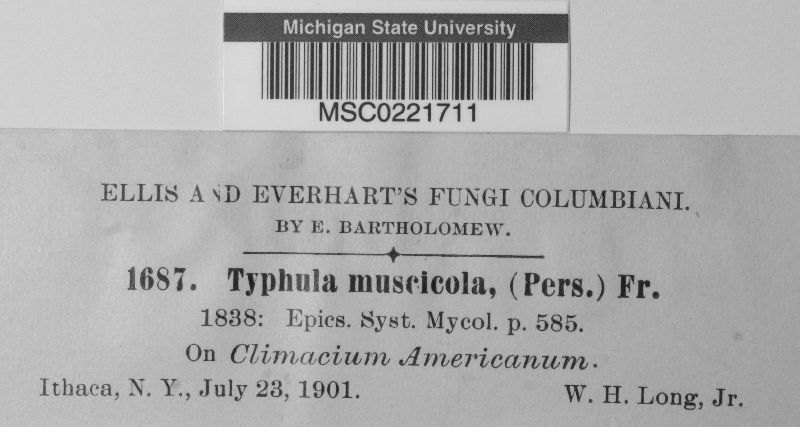 Michigan State University
MSC0221711
ELLIS AND EVERHART'S FUNGI COLUMBIANI.
BY E. BARTHOLOMEW.
1687. Typhula muscicola, (Pers.) Fr.
1838: Epics. Syst. Mycol. p. 585.
On Climacium Americanum.
Ithaca, N. Y., July 23, 1901. W. H. Long, Jr.